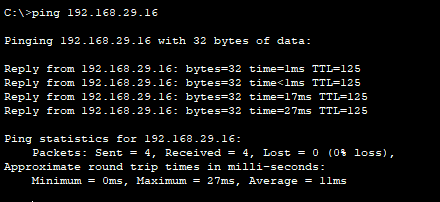 C:\>ping 192.168.29.16
Pinging 192.168.29.16 with 32 bytes of data:
Reply from 192.168.29.16: bytes=32 time=1ms TTL=125
Reply from 192.168.29.16: bytes=32 time<1ms TTL=125
Reply from 192.168.29.16: bytes=32 time=17ms TTL=125
Reply from 192.168.29.16: bytes=32 time=27ms TTL=125
Ping statistics for 192.168.29.16:
    Packets: Sent = 4, Received = 4, Lost = 0 (0% loss),
Approximate round trip times in milli-seconds:
    Minimum = 0ms, Maximum = 27ms, Average = 11ms